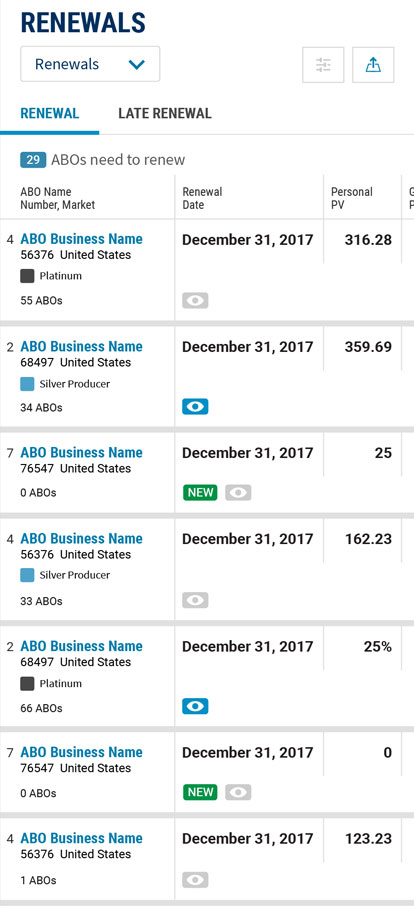 RENEWALS
Renewals
RENEWAL LATE RENEWAL
29 ABOs need to renew
ABO Name Renewal Personal G
Number, Market Date PV P
4 ABO Business Name December 31, 2017 316.28
56376 United States
Platinum
55 ABOs
2 ABO Business Name December 31, 2017 359.69
68497 United States
Silver Producer
34 ABOs
7 ABO Business Name December 31, 2017 25
76547 United States
0 ABOs NEW
4 ABO Business Name December 31, 2017 162.23
56376 United States
Silver Producer
33 ABOs
2 ABO Business Name December 31, 2017 25%
68497 United States
Platinum
66 ABOs
7 ABO Business Name December 31, 2017 0
76547 United States
0 ABOs NEW
4 ABO Business Name December 31, 2017 123.23
56376 United States
1 ABOs